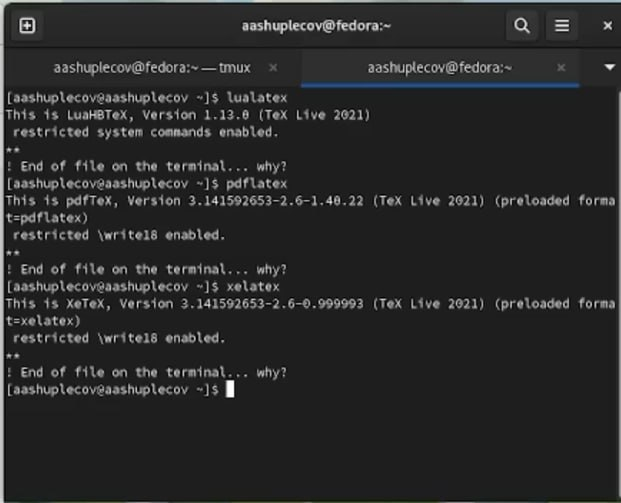 aashuplecov@fedora:~
aashuplecov@fedora:~ — tmux
aashuplecov@fedora:~
[aashuplecov@aashuplecov ~]$ lualatex
This is LuaHBTeX, Version 1.13.0 (TeX Live 2021)
 restricted system commands enabled.
**
! End of file on the terminal... why?
[aashuplecov@aashuplecov ~]$ pdflatex
This is pdfTeX, Version 3.141592653-2.6-1.40.22 (TeX Live 2021) (preloaded forma
t=pdflatex)
 restricted \write18 enabled.
**
! End of file on the terminal... why?
[aashuplecov@aashuplecov ~]$ xelatex
This is XeTeX, Version 3.141592653-2.6-0.999993 (TeX Live 2021) (preloaded forma
t=xelatex)
 restricted \write18 enabled.
**
! End of file on the terminal... why?
[aashuplecov@aashuplecov ~]$